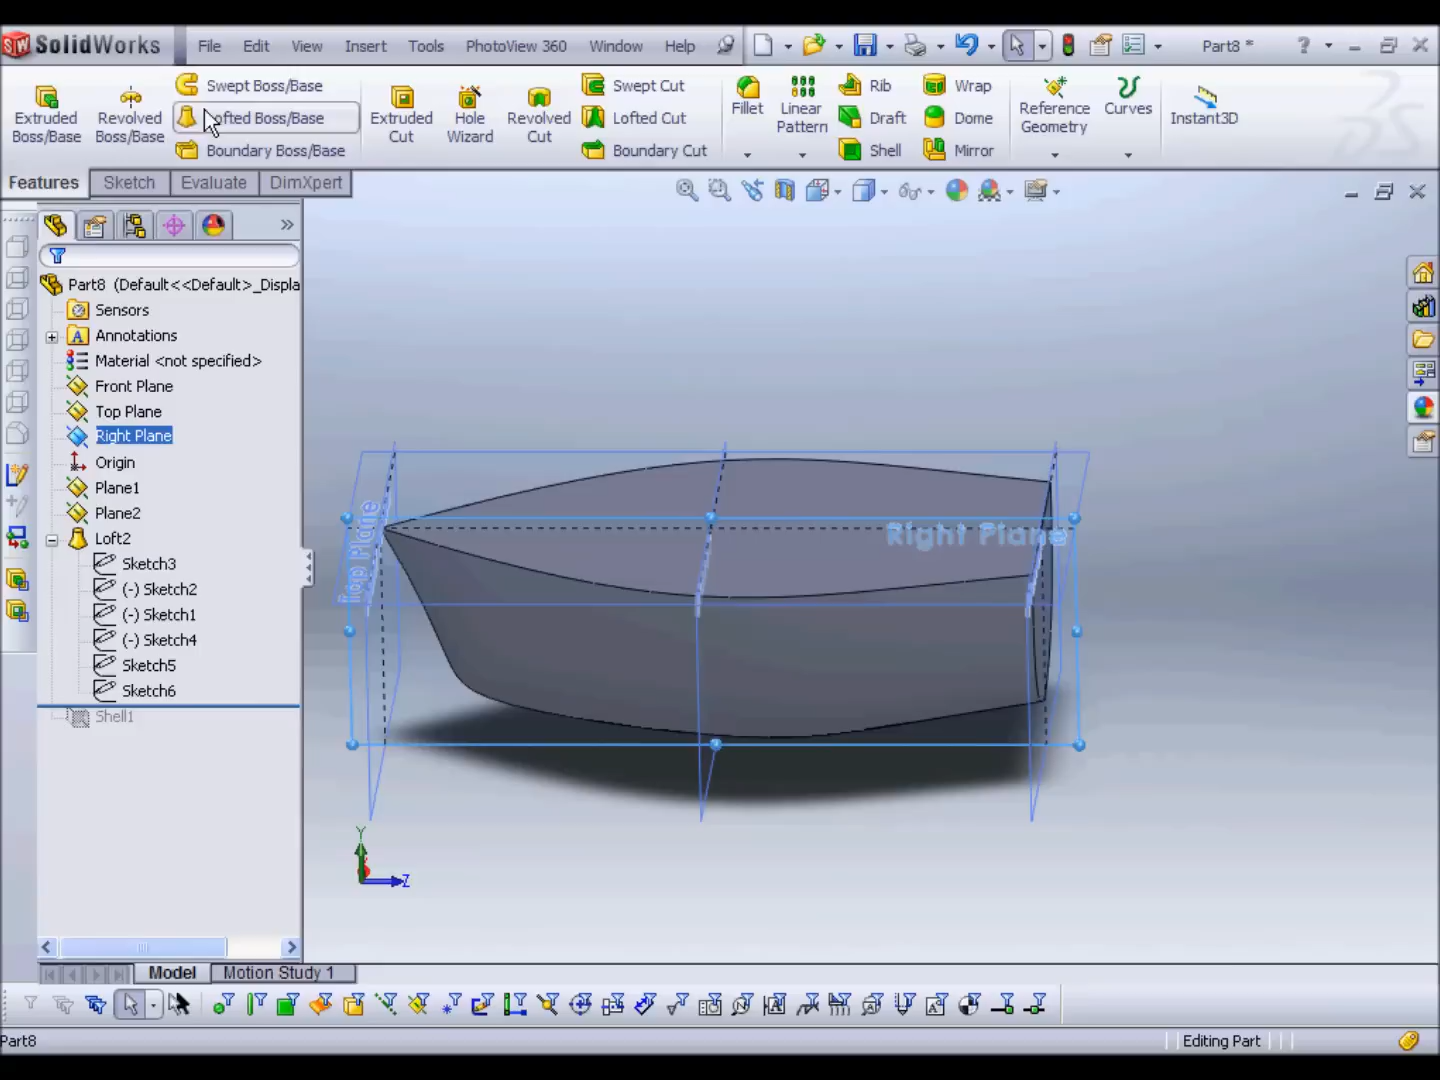 SolidWorks File Edit View Insert Tools PhotoView 360 Window Help Part8 *
Extruded Boss/Base
Revolved Boss/Base
Swept Boss/Base
Lofted Boss/Base
Boundary Boss/Base
Extruded Cut
Hole Wizard
Revolved Cut
Swept Cut
Lofted Cut
Boundary Cut
Fillet
Linear Pattern
Rib
Draft
Shell
Wrap
Dome
Mirror
Reference Geometry
Curves
Instant3D
Features Sketch Evaluate DimXpert
Part8 (Default<<Default>_Displa
Sensors
Annotations
Material <not specified>
Front Plane
Top Plane
Right Plane
Origin
Plane1
Plane2
Loft2
Sketch3
(-) Sketch2
(-) Sketch1
(-) Sketch4
Sketch5
Sketch6
Shell1
Top Plane
Right Plane
Y
Z
Model Motion Study 1
Part8 Editing Part